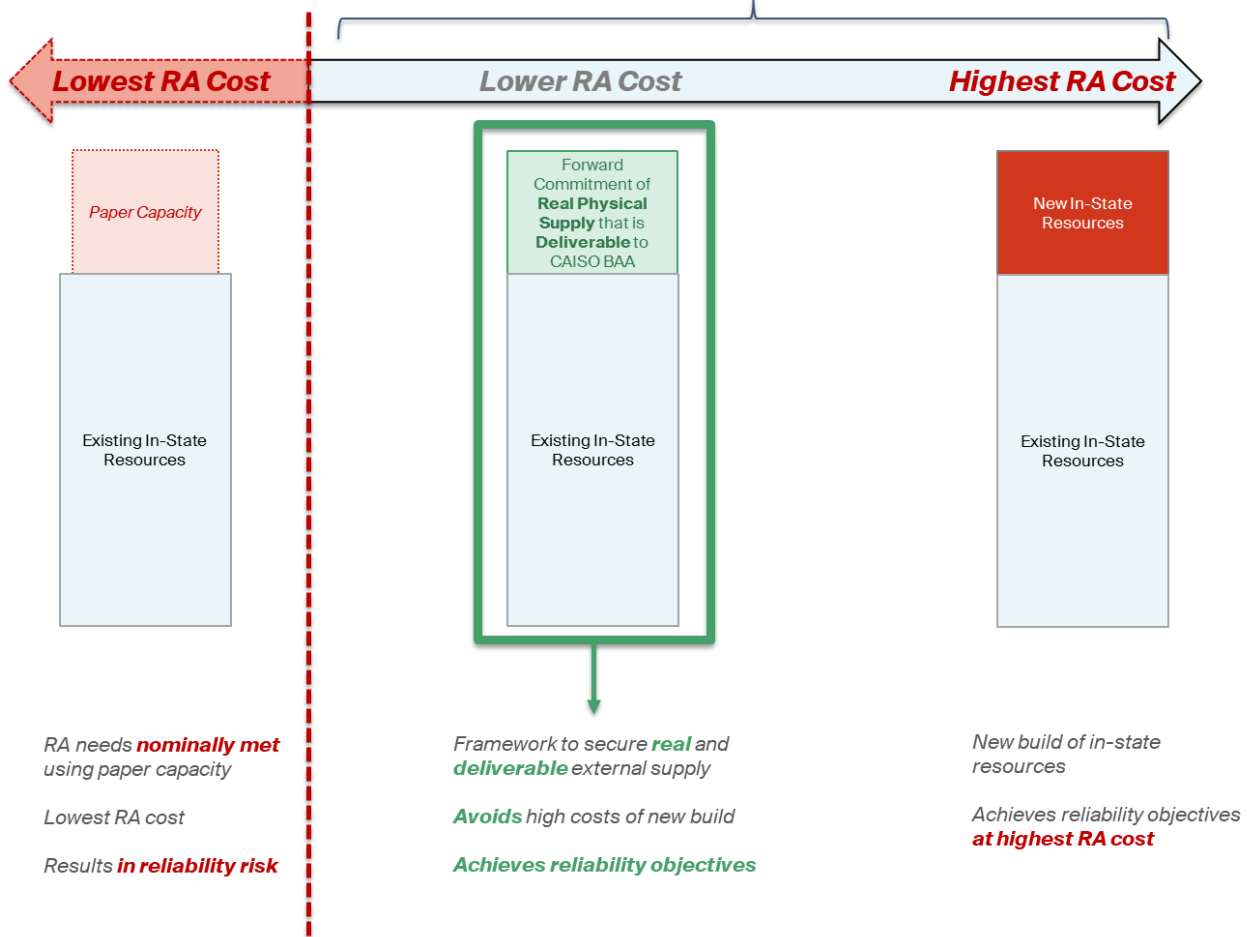 Lowest RA Cost
Lower RA Cost
Highest RA Cost
Paper Capacity
Existing In-State
Resources
Forward
Commitment of
Real Physical
Supply that is
Deliverable to
CAISO BAA
Existing In-State
Resources
New In-State
Resources
Existing In-State
Resources
RA needs nominally met
using paper capacity
Lowest RA cost
Results in reliability risk
Framework to secure real and
deliverable external supply
Avoids high costs of new build
Achieves reliability objectives
New build of in-state
resources
Achieves reliability objectives
at highest RA cost